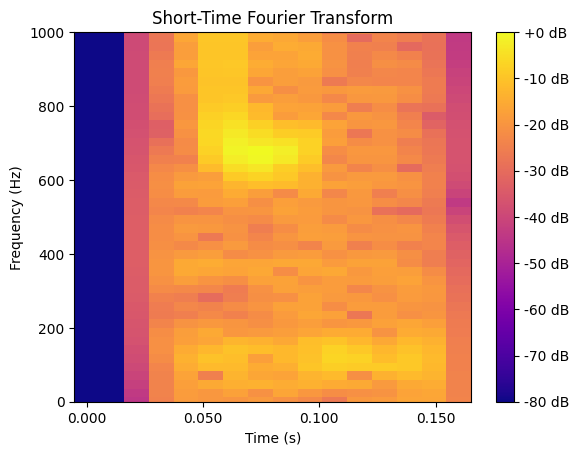 Short-Time Fourier Transform
1000
800
600
400
200
0
Frequency (Hz)
0.000
0.050
0.100
0.150
Time (s)
+0 dB
-10 dB
-20 dB
-30 dB
-40 dB
-50 dB
-60 dB
-70 dB
-80 dB